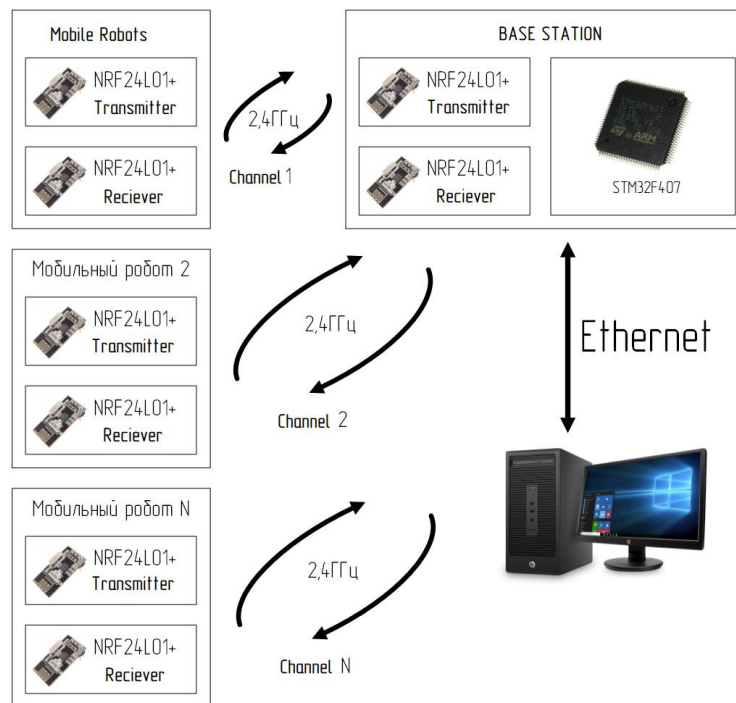 Mobile Robots
NRF24L01+
Transmitter
NRF24L01+
Reciever
2,4ГГц
Channel 1
BASE STATION
NRF24L01+
Transmitter
NRF24L01+
Reciever
STM32F407
Мобильный робот 2
NRF24L01+
Transmitter
NRF24L01+
Reciever
2,4ГГц
Channel 2
Ethernet
Мобильный робот N
NRF24L01+
Transmitter
NRF24L01+
Reciever
2,4ГГц
Channel N
ARM
hp